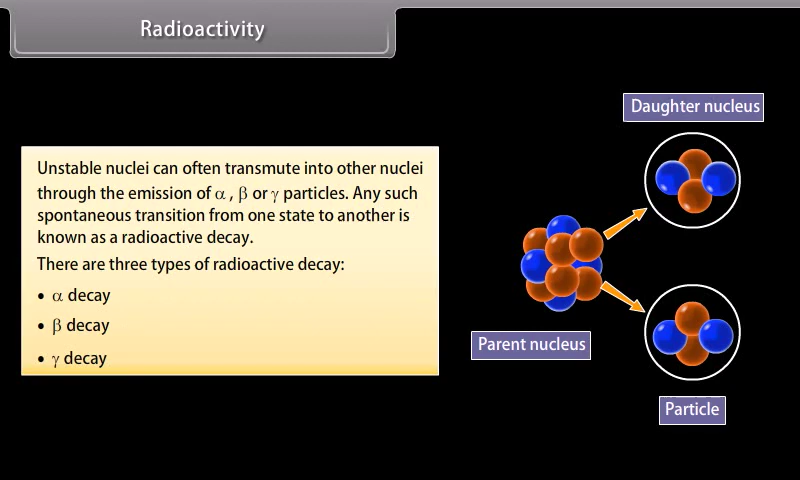 Radioactivity
Unstable nuclei can often transmute into other nuclei
through the emission of α , β or γ particles. Any such
spontaneous transition from one state to another is
known as a radioactive decay.
There are three types of radioactive decay:
• α decay
• β decay
• γ decay
Daughter nucleus
Parent nucleus
Particle